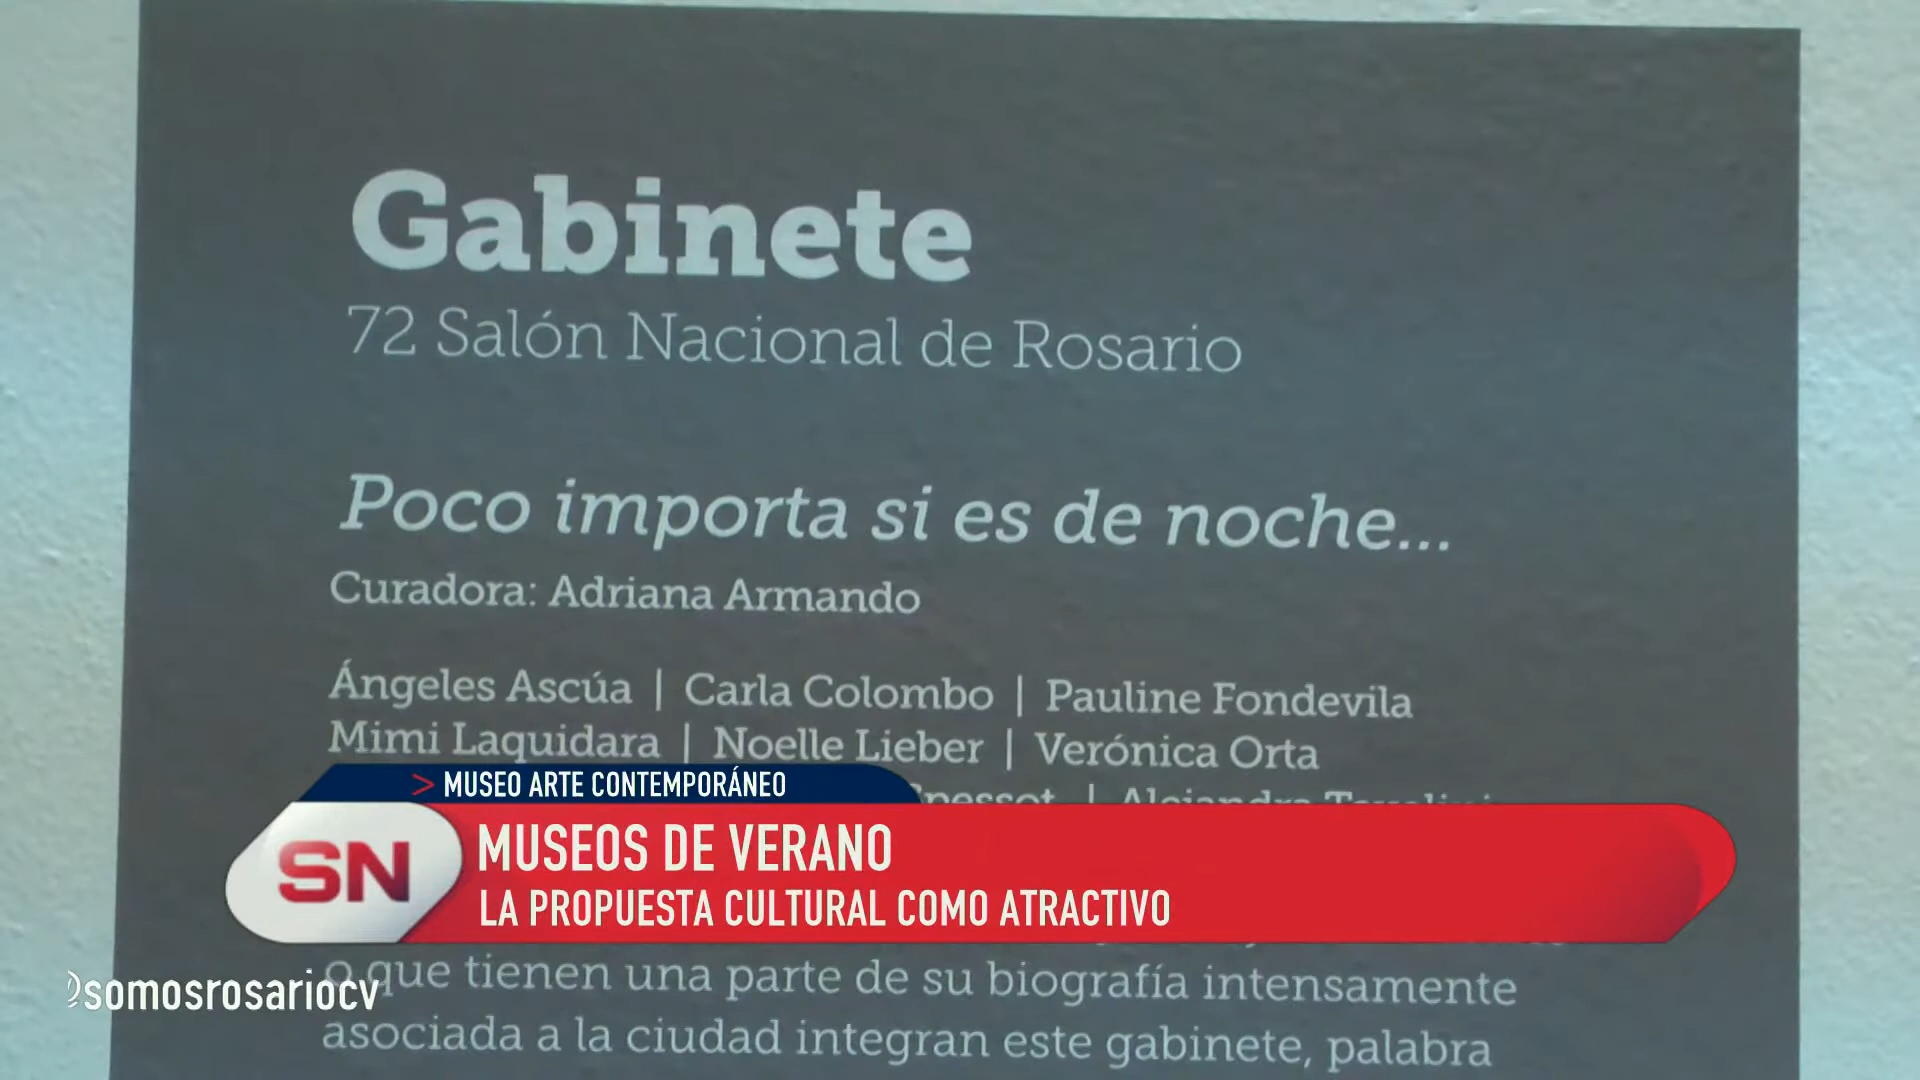 Gabinete
72 Salón Nacional de Rosario
Poco importa si es de noche...
Curadora: Adriana Armando
Ángeles Ascúa | Carla Colombo | Pauline Fondevila
Mimi Laquidara | Noelle Lieber | Verónica Orta
> MUSEO ARTE CONTEMPORÁNEO
SN
MUSEOS DE VERANO
LA PROPUESTA CULTURAL COMO ATRACTIVO
o que tienen una parte de su biografía intensamente
@somosrosariocv
asociada a la ciudad integran este gabinete, palabra